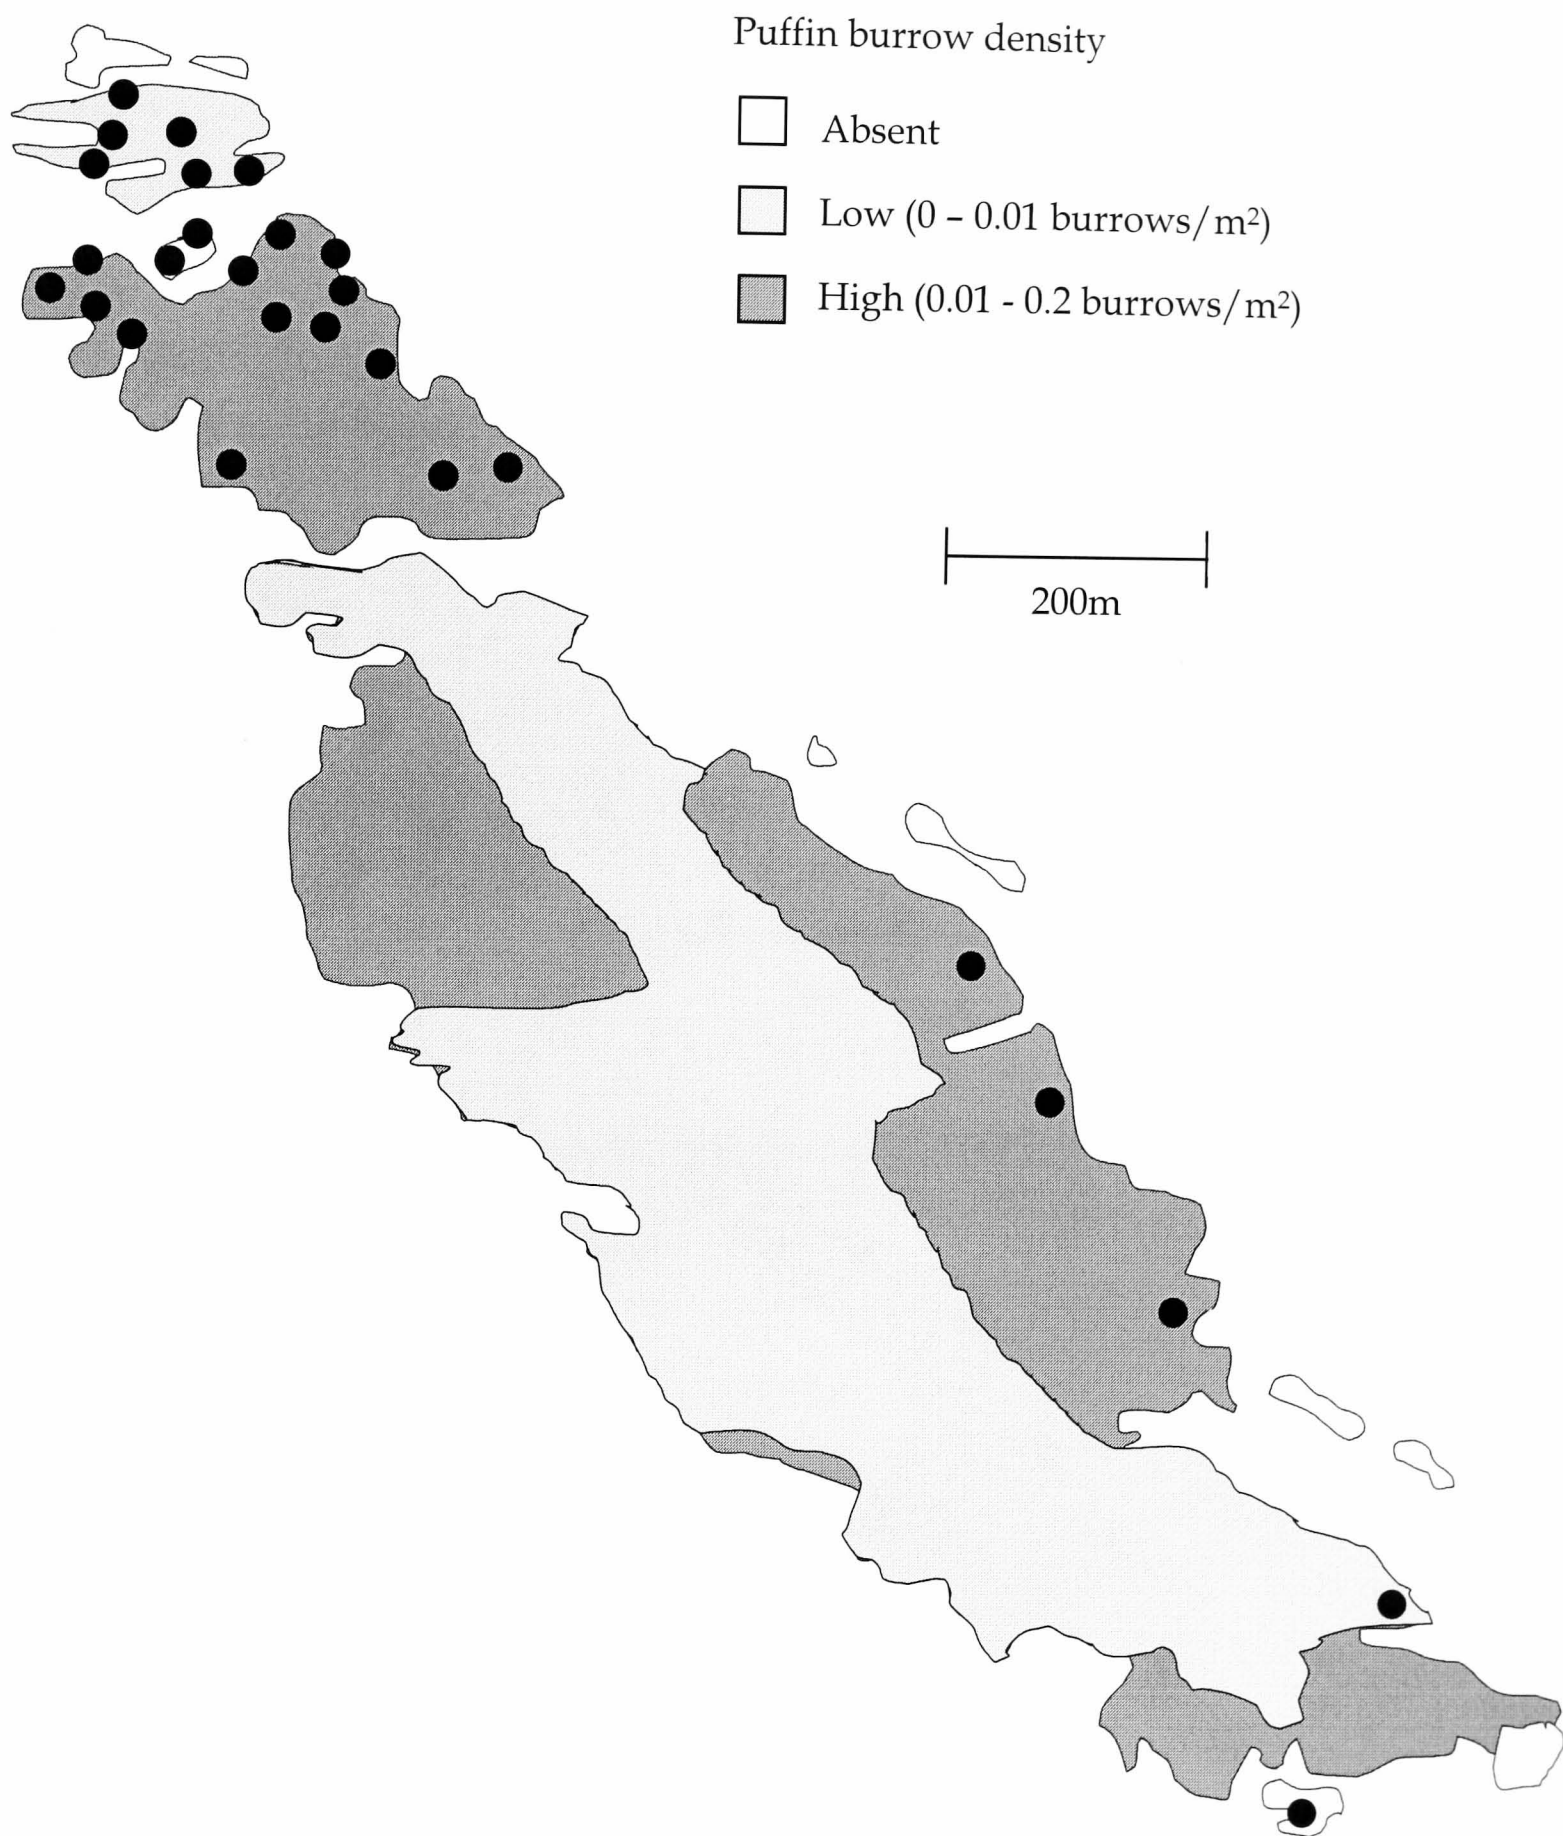 Puffin burrow density
Absent
Low (0 – 0.01 burrows/m²)
High (0.01 - 0.2 burrows/m²)
200m